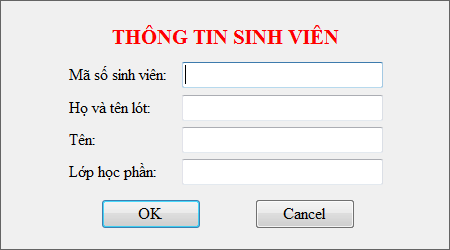 THÔNG TIN SINH VIÊN
Mã số sinh viên:
Họ và tên lót:
Tên:
Lớp học phần:
OK Cancel